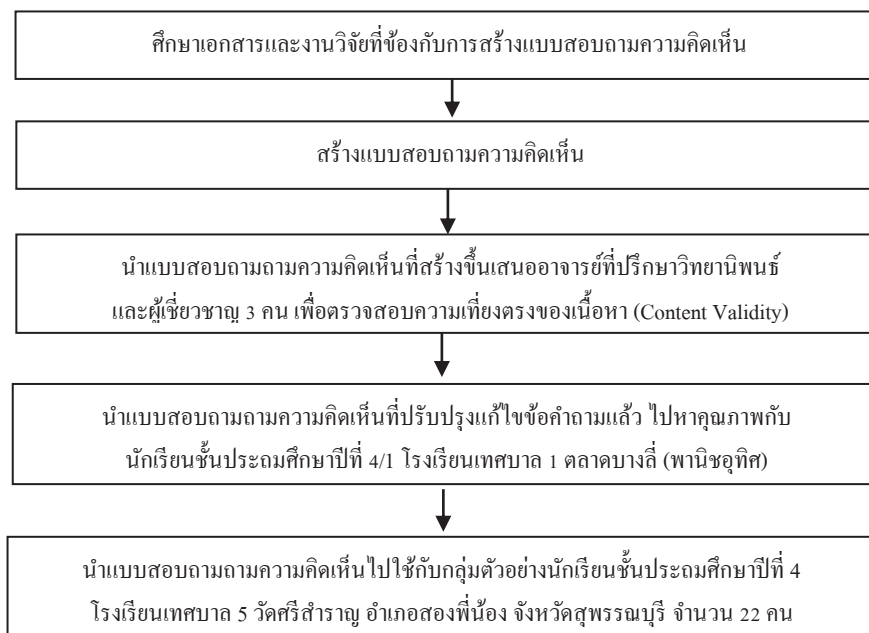 ศึกษาเอกสารและงานวิจัยที่ข้องกับการสร้างแบบสอบถามความคิดเห็น
สร้างแบบสอบถามความคิดเห็น
นำแบบสอบถามถามความคิดเห็นที่สร้างขึ้นเสนออาจารย์ที่ปรึกษาวิทยานิพนธ์
และผู้เชี่ยวชาญ 3 คน เพื่อตรวจสอบความเที่ยงตรงของเนื้อหา (Content Validity)
นำแบบสอบถามถามความคิดเห็นที่ปรับปรุงแก้ไขข้อคำถามแล้ว ไปหาคุณภาพกับ
นักเรียนชั้นประถมศึกษาปีที่ 4/1 โรงเรียนเทศบาล 1 ตลาดบางลี่ (พานิชอุทิศ)
นำแบบสอบถามถามความคิดเห็นไปใช้กับกลุ่มตัวอย่างนักเรียนชั้นประถมศึกษาปีที่ 4
โรงเรียนเทศบาล 5 วัดศรีสำราญ อำเภอสองพี่น้อง จังหวัดสุพรรณบุรี จำนวน 22 คน